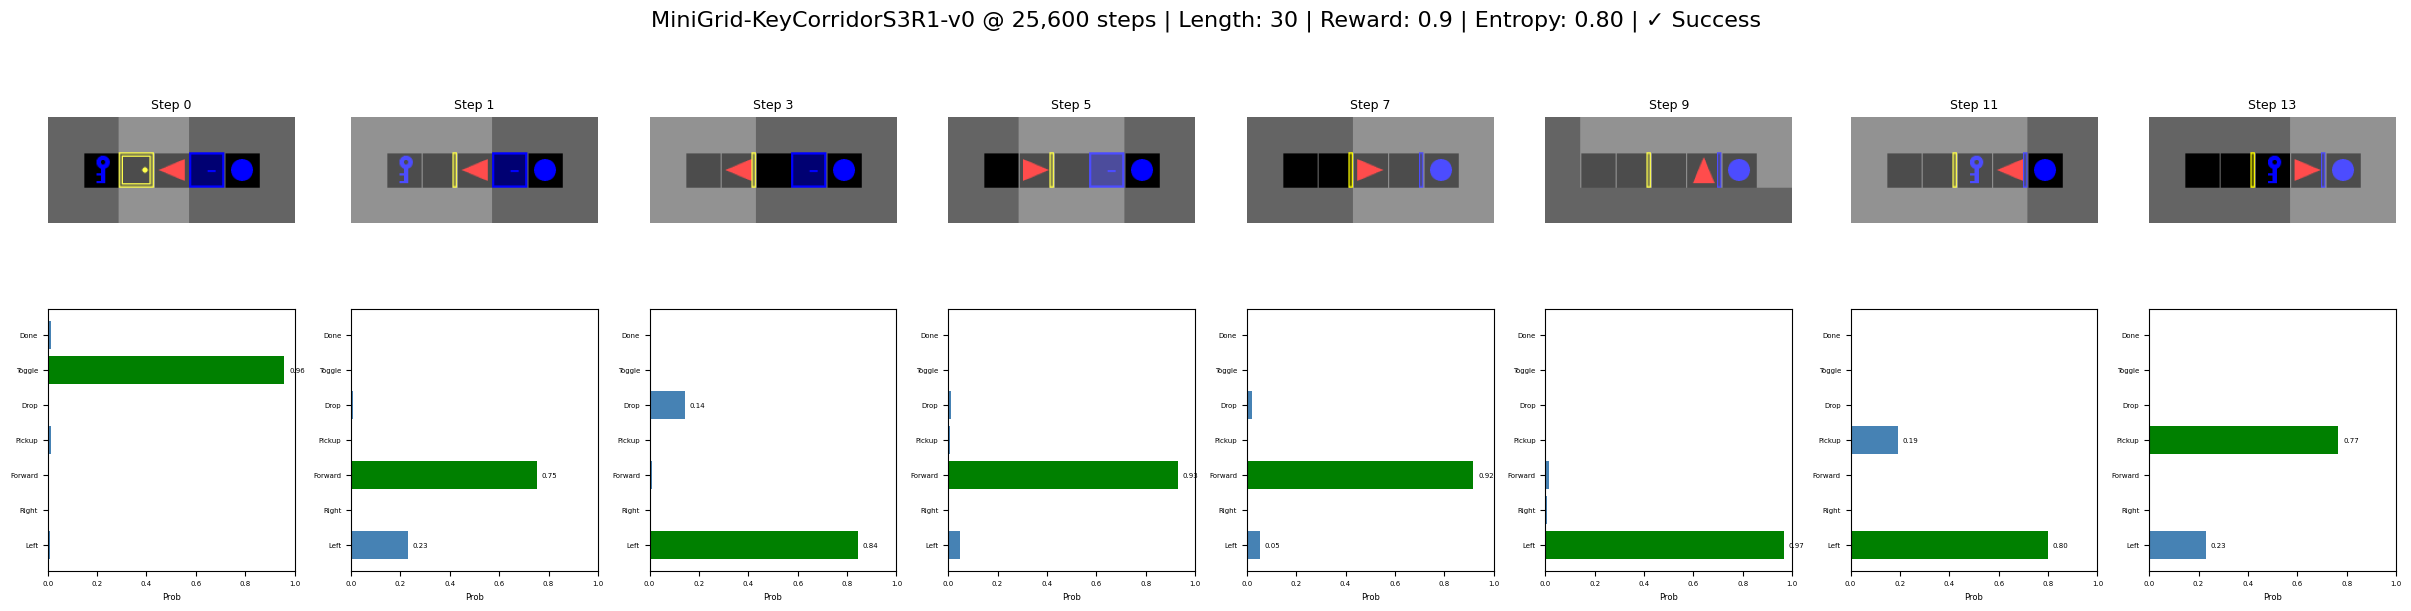 MiniGrid-KeyCorridorS3R1-v0 @ 25,600 steps | Length: 30 | Reward: 0.9 | Entropy: 0.80 | ✓ Success
Step 0
Step 1
Step 3
Step 5
Step 7
Step 9
Step 11
Step 13
Done
Toggle
0.96
Drop
Pickup
Forward
Right
Left
0.0 0.2 0.4 0.6 0.8 1.0
Prob
Done
Toggle
Drop
Pickup
Forward
0.75
Right
Left
0.23
0.0 0.2 0.4 0.6 0.8 1.0
Prob
Done
Toggle
Drop
0.14
Pickup
Forward
Right
Left
0.84
0.0 0.2 0.4 0.6 0.8 1.0
Prob
Done
Toggle
Drop
Pickup
Forward
0.93
Right
Left
0.0 0.2 0.4 0.6 0.8 1.0
Prob
Done
Toggle
Drop
Pickup
Forward
0.92
Right
Left
0.05
0.0 0.2 0.4 0.6 0.8 1.0
Prob
Done
Toggle
Drop
Pickup
Forward
Right
Left
0.97
0.0 0.2 0.4 0.6 0.8 1.0
Prob
Done
Toggle
Drop
Pickup
0.19
Forward
Right
Left
0.80
0.0 0.2 0.4 0.6 0.8 1.0
Prob
Done
Toggle
Drop
Pickup
0.77
Forward
Right
Left
0.23
0.0 0.2 0.4 0.6 0.8 1.0
Prob